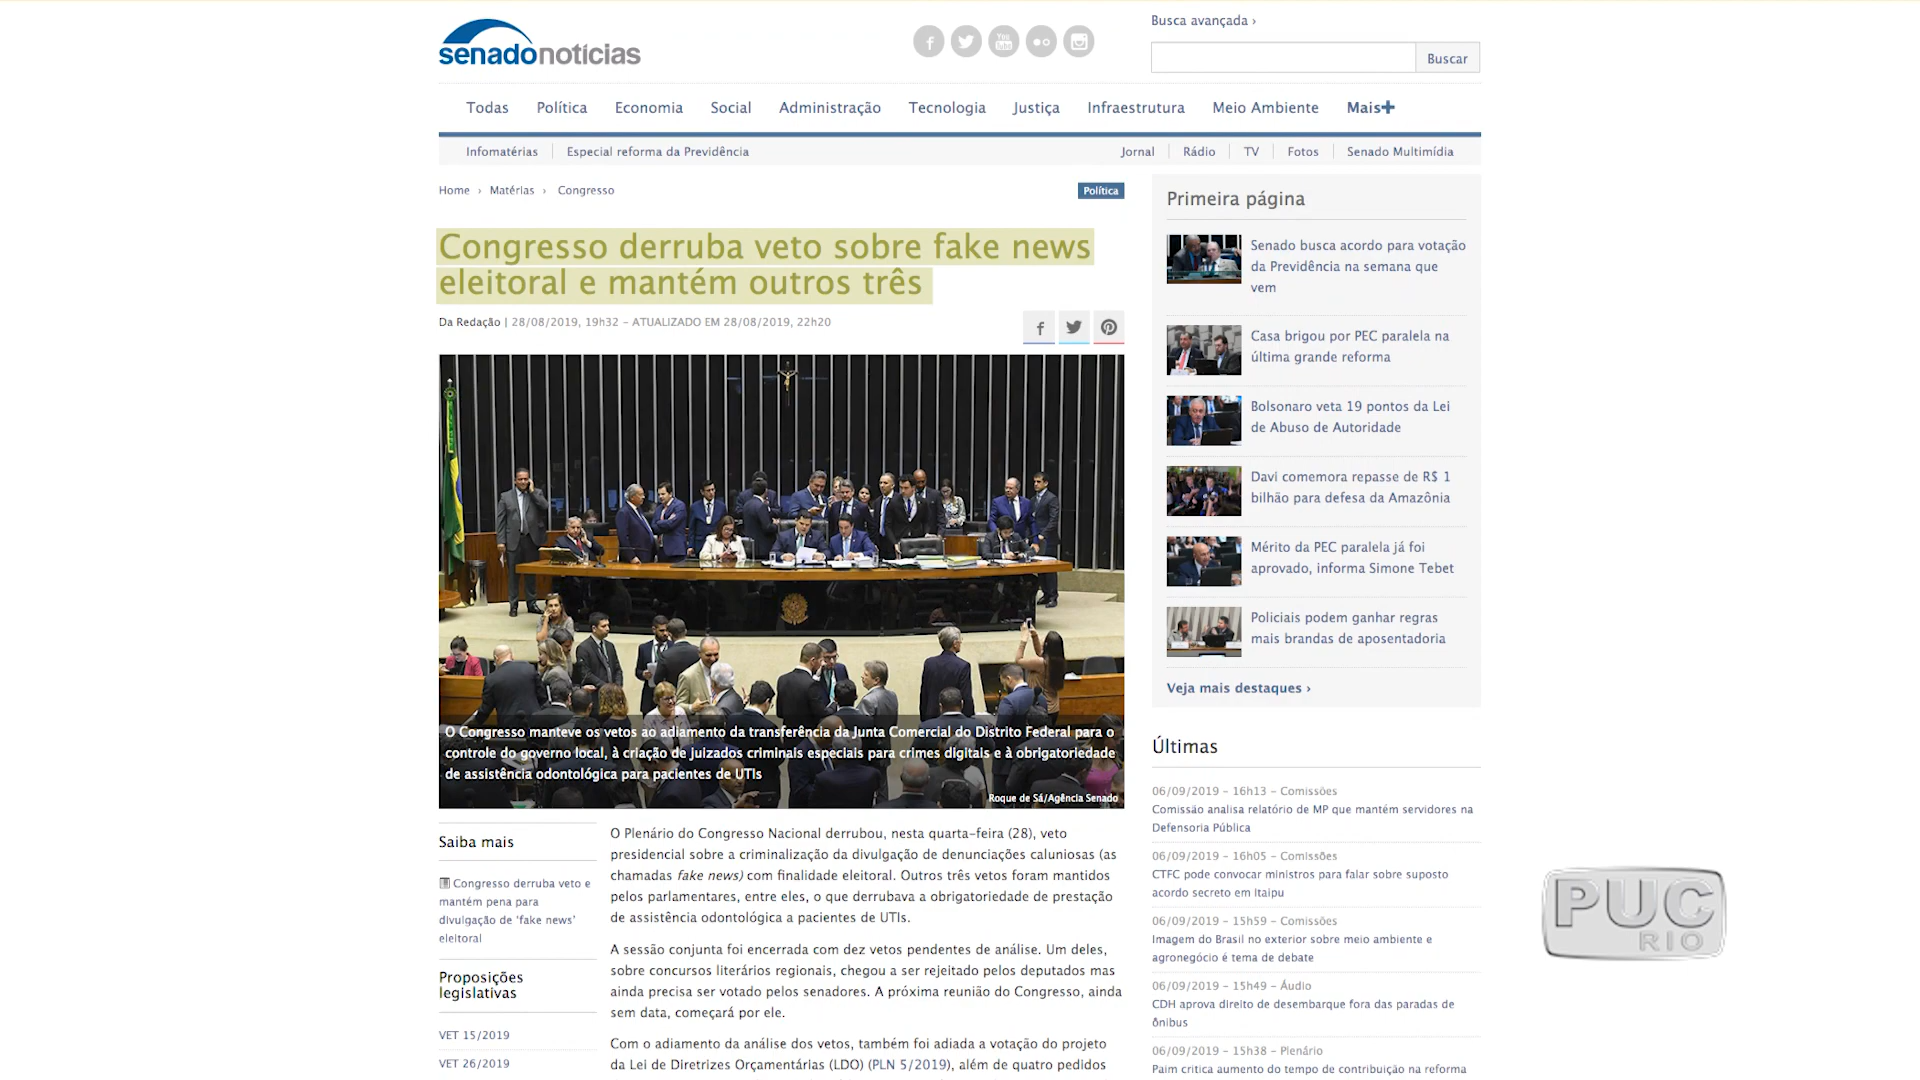 senadonotícias
Busca avançada ›
Buscar
Todas Política Economia Social Administração Tecnologia Justiça Infraestrutura Meio Ambiente Mais+
Infomatérias Especial reforma da Previdência Jornal Rádio TV Fotos Senado Multimídia
Home › Matérias › Congresso
Política
Congresso derruba veto sobre fake news
eleitoral e mantém outros três
Da Redação | 28/08/2019, 19h32 - ATUALIZADO EM 28/08/2019, 22h20
O Congresso manteve os vetos ao adiamento da transferência da Junta Comercial do Distrito Federal para o
controle do governo local, à criação de juizados criminais especiais para crimes digitais e à obrigatoriedade
de assistência odontológica para pacientes de UTIs
Roque de Sá/Agência Senado
Saiba mais
Congresso derruba veto e
mantém pena para
divulgação de 'fake news'
eleitoral
Proposições
legislativas
VET 15/2019
VET 26/2019
O Plenário do Congresso Nacional derrubou, nesta quarta-feira (28), veto
presidencial sobre a criminalização da divulgação de denunciações caluniosas (as
chamadas fake news) com finalidade eleitoral. Outros três vetos foram mantidos
pelos parlamentares, entre eles, o que derrubava a obrigatoriedade de prestação
de assistência odontológica a pacientes de UTIs.
A sessão conjunta foi encerrada com dez vetos pendentes de análise. Um deles,
sobre concursos literários regionais, chegou a ser rejeitado pelos deputados mas
ainda precisa ser votado pelos senadores. A próxima reunião do Congresso, ainda
sem data, começará por ele.
Com o adiamento da análise dos vetos, também foi adiada a votação do projeto
da Lei de Diretrizes Orçamentárias (LDO) (PLN 5/2019), além de quatro pedidos
Primeira página
Senado busca acordo para votação
da Previdência na semana que
vem
Casa brigou por PEC paralela na
última grande reforma
Bolsonaro veta 19 pontos da Lei
de Abuso de Autoridade
Davi comemora repasse de R$ 1
bilhão para defesa da Amazônia
Mérito da PEC paralela já foi
aprovado, informa Simone Tebet
Policiais podem ganhar regras
mais brandas de aposentadoria
Veja mais destaques ›
Últimas
06/09/2019 - 16h13 - Comissões
Comissão analisa relatório de MP que mantém servidores na
Defensoria Pública
06/09/2019 - 16h05 - Comissões
CTFC pode convocar ministros para falar sobre suposto
acordo secreto em Itaipu
06/09/2019 - 15h59 - Comissões
Imagem do Brasil no exterior sobre meio ambiente e
agronegócio é tema de debate
06/09/2019 - 15h49 - Áudio
CDH aprova direito de desembarque fora das paradas de
ônibus
06/09/2019 - 15h38 - Plenário
Paim critica aumento do tempo de contribuição na reforma
PUC
RIO